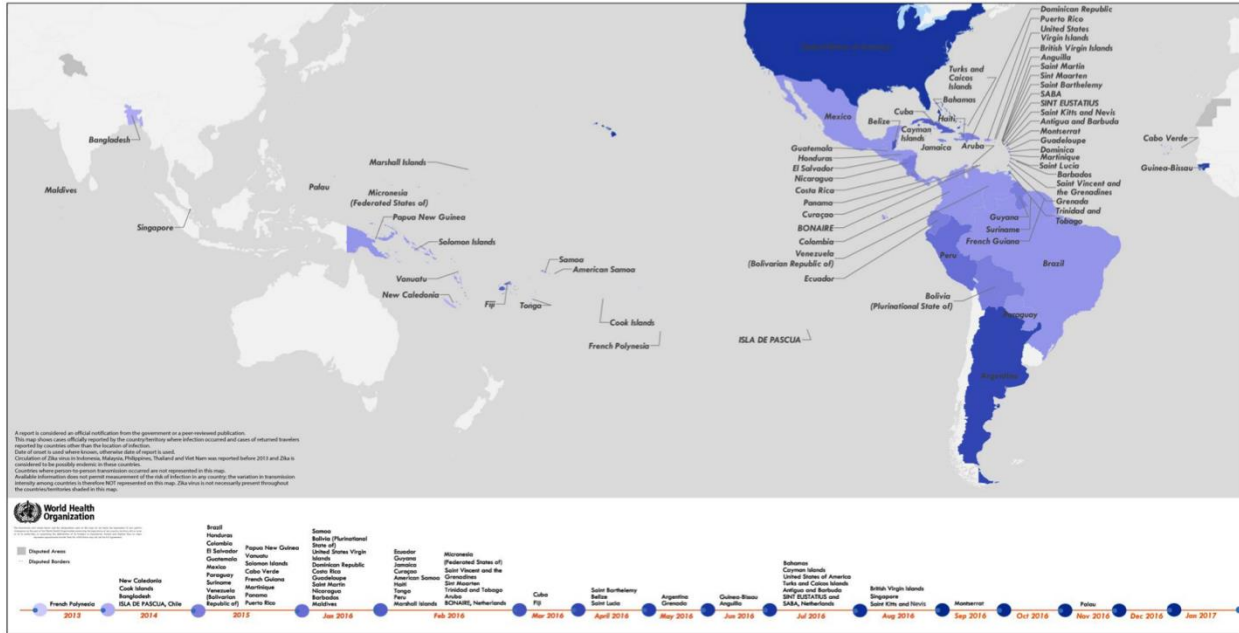 Dominican Republic
Puerto Rico
United States
Virgin Islands
British Virgin Islands
Anguilla
Saint Martin
Sint Maarten
Saint Barthelemy
SABA
SINT EUSTATIUS
Saint Kitts and Nevis
Antigua and Barbuda
Montserrat
Guadeloupe
Dominica
Martinique
Saint Lucia
Barbados
Saint Vincent and
the Grenadines
Grenada
Trinidad and
Tobago
Turks and
Caicos
Islands
Bahamas
Cuba
Haiti
Mexico
Belize
Cayman
Islands
Jamaica
Aruba
Guatemala
Honduras
El Salvador
Nicaragua
Costa Rica
Panama
Curaçao
BONAIRE
Colombia
Venezuela
(Bolivarian Republic of)
Ecuador
Guyana
Suriname
French Guiana
Peru
Brazil
Bolivia
(Plurinational State of)
Paraguay
Argentina
Cabo Verde
Guinea-Bissau
Bangladesh
Maldives
Singapore
Marshall Islands
Palau
Micronesia
(Federated States of)
Papua New Guinea
Solomon Islands
Samoa
American Samoa
Vanuatu
New Caledonia
Fiji
Tonga
Cook Islands
French Polynesia
ISLA DE PASCUA
A report is considered an official notification from the government or a peer-reviewed publication.
This map shows cases officially reported by the country/territory where infection occurred and cases of returned travelers
reported by countries other than the location of infection.
Date of onset is used where known, otherwise date of report is used.
Circulation of Zika virus in Indonesia, Malaysia, Philippines, Thailand and Viet Nam was reported before 2013 and Zika is
considered to be possibly endemic in these countries.
Countries where person-to-person transmission occurred are not represented in this map.
Available information does not permit measurement of the risk of infection in any country; the variation in transmission
intensity among countries is therefore NOT represented on this map. Zika virus is not necessarily present throughout
the countries/territories shaded in this map.
World Health
Organization
Disputed Areas
Disputed Borders
French Polynesia
2013
New Caledonia
Cook Islands
Bangladesh
ISLA DE PASCUA, Chile
2014
Brazil
Honduras
Colombia
El Salvador
Guatemala
Mexico
Paraguay
Suriname
Venezuela
(Bolivarian
Republic of)
Papua New Guinea
Vanuatu
Solomon Islands
Cabo Verde
French Guiana
Martinique
Panama
Puerto Rico
2015
Samoa
Bolivia (Plurinational
State of)
United States Virgin
Islands
Dominican Republic
Costa Rica
Guadeloupe
Saint Martin
Nicaragua
Barbados
Maldives
Jan 2016
Ecuador
Guyana
Jamaica
Curaçao
American Samoa
Haiti
Tonga
Peru
Marshall Islands
Micronesia
(Federated States of)
Saint Vincent and the
Grenadines
Sint Maarten
Trinidad and Tobago
Aruba
BONAIRE, Netherlands
Feb 2016
Cuba
Fiji
Mar 2016
Saint Barthelemy
Belize
Saint Lucia
April 2016
Argentina
Grenada
May 2016
Guinea-Bissau
Anguilla
Jun 2016
Bahamas
Cayman Islands
United States of America
Turks and Caicos Islands
Antigua and Barbuda
SINT EUSTATIUS and
SABA, Netherlands
Jul 2016
British Virgin Islands
Singapore
Saint Kitts and Nevis
Aug 2016
Montserrat
Sep 2016
Oct 2016
Palau
Nov 2016
Dec 2016
Jan 2017